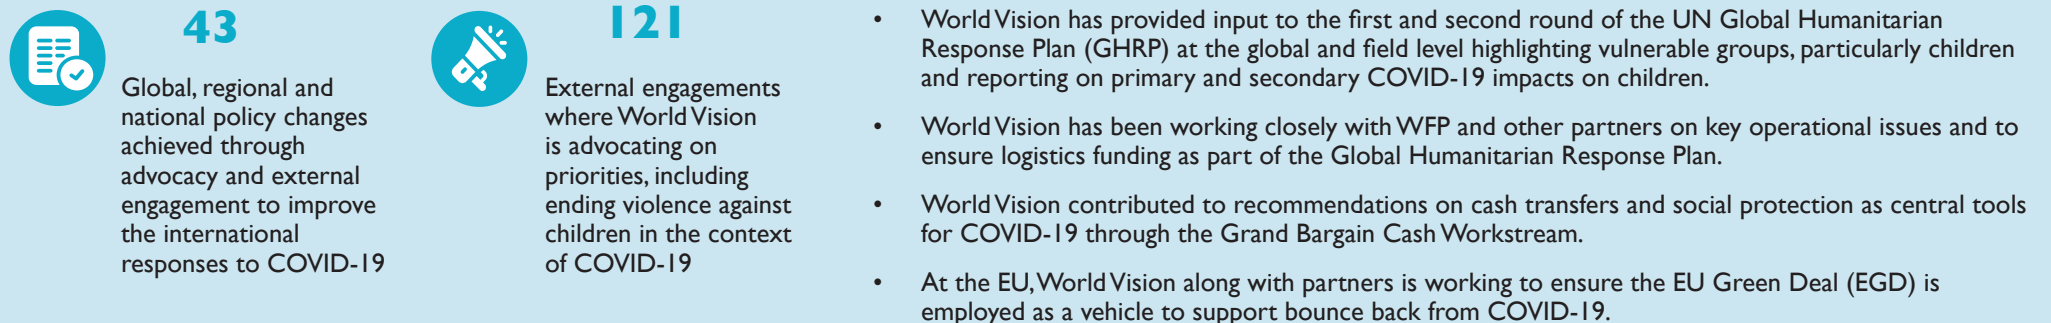 43
Global, regional and
national policy changes
achieved through
advocacy and external
engagement to improve
the international
responses to COVID-19
121
External engagements
where World Vision
is advocating on
priorities, including
ending violence against
children in the context
of COVID-19
• World Vision has provided input to the first and second round of the UN Global Humanitarian
Response Plan (GHRP) at the global and field level highlighting vulnerable groups, particularly children
and reporting on primary and secondary COVID-19 impacts on children.
• World Vision has been working closely with WFP and other partners on key operational issues and to
ensure logistics funding as part of the Global Humanitarian Response Plan.
• World Vision contributed to recommendations on cash transfers and social protection as central tools
for COVID-19 through the Grand Bargain Cash Workstream.
• At the EU, World Vision along with partners is working to ensure the EU Green Deal (EGD) is
employed as a vehicle to support bounce back from COVID-19.